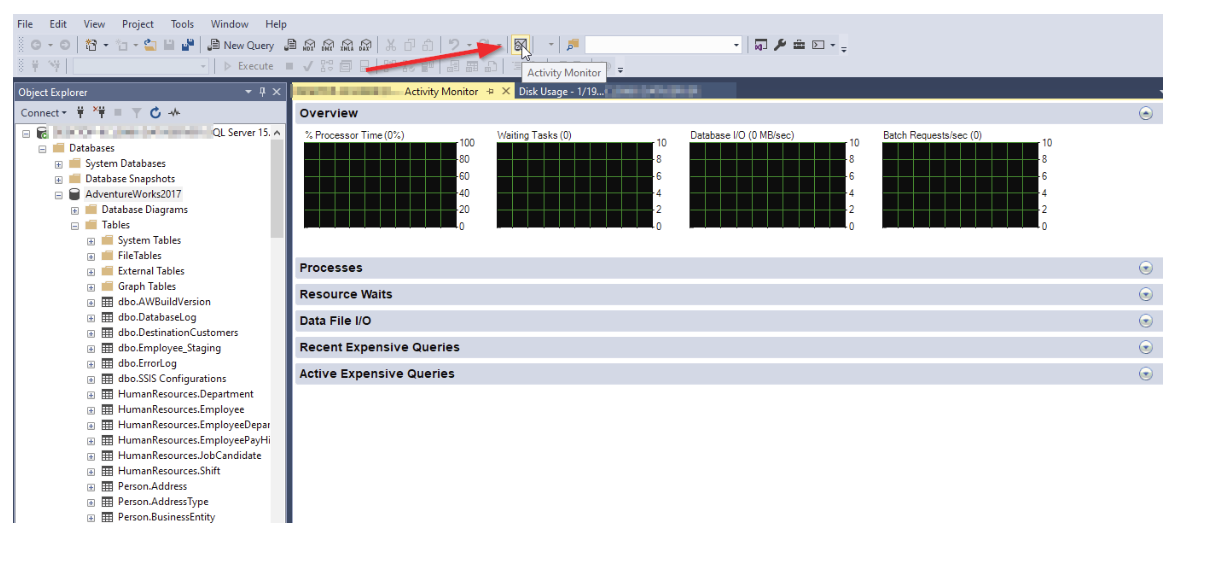 File Edit View Project Tools Window Help
New Query MDX DMX XMLA DAX
Execute
Activity Monitor
Object Explorer
Activity Monitor
Disk Usage - 1/19...
Connect
QL Server 15.
Databases
System Databases
Database Snapshots
AdventureWorks2017
Database Diagrams
Tables
System Tables
FileTables
External Tables
Graph Tables
dbo.AWBuildVersion
dbo.DatabaseLog
dbo.DestinationCustomers
dbo.Employee_Staging
dbo.ErrorLog
dbo.SSIS Configurations
HumanResources.Department
HumanResources.Employee
HumanResources.EmployeeDepar
HumanResources.EmployeePayHi
HumanResources.JobCandidate
HumanResources.Shift
Person.Address
Person.AddressType
Person.BusinessEntity
Overview
% Processor Time (0%)
100
80
60
40
20
0
Waiting Tasks (0)
10
8
6
4
2
0
Database I/O (0 MB/sec)
10
8
6
4
2
0
Batch Requests/sec (0)
10
8
6
4
2
0
Processes
Resource Waits
Data File I/O
Recent Expensive Queries
Active Expensive Queries